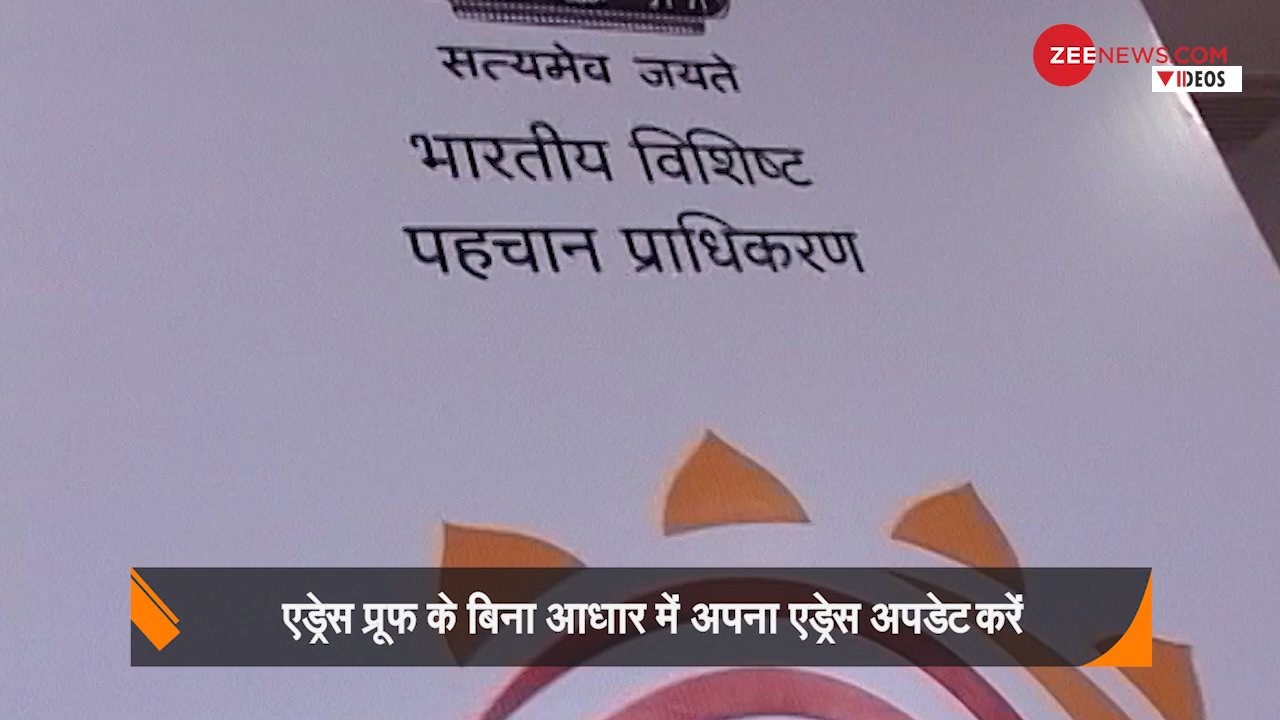 ZEENEWS.COM
VIDEOS
सत्यमेव जयते
भारतीय विशिष्ट
पहचान प्राधिकरण
एड्रेस प्रूफ के बिना आधार में अपना एड्रेस अपडेट करें